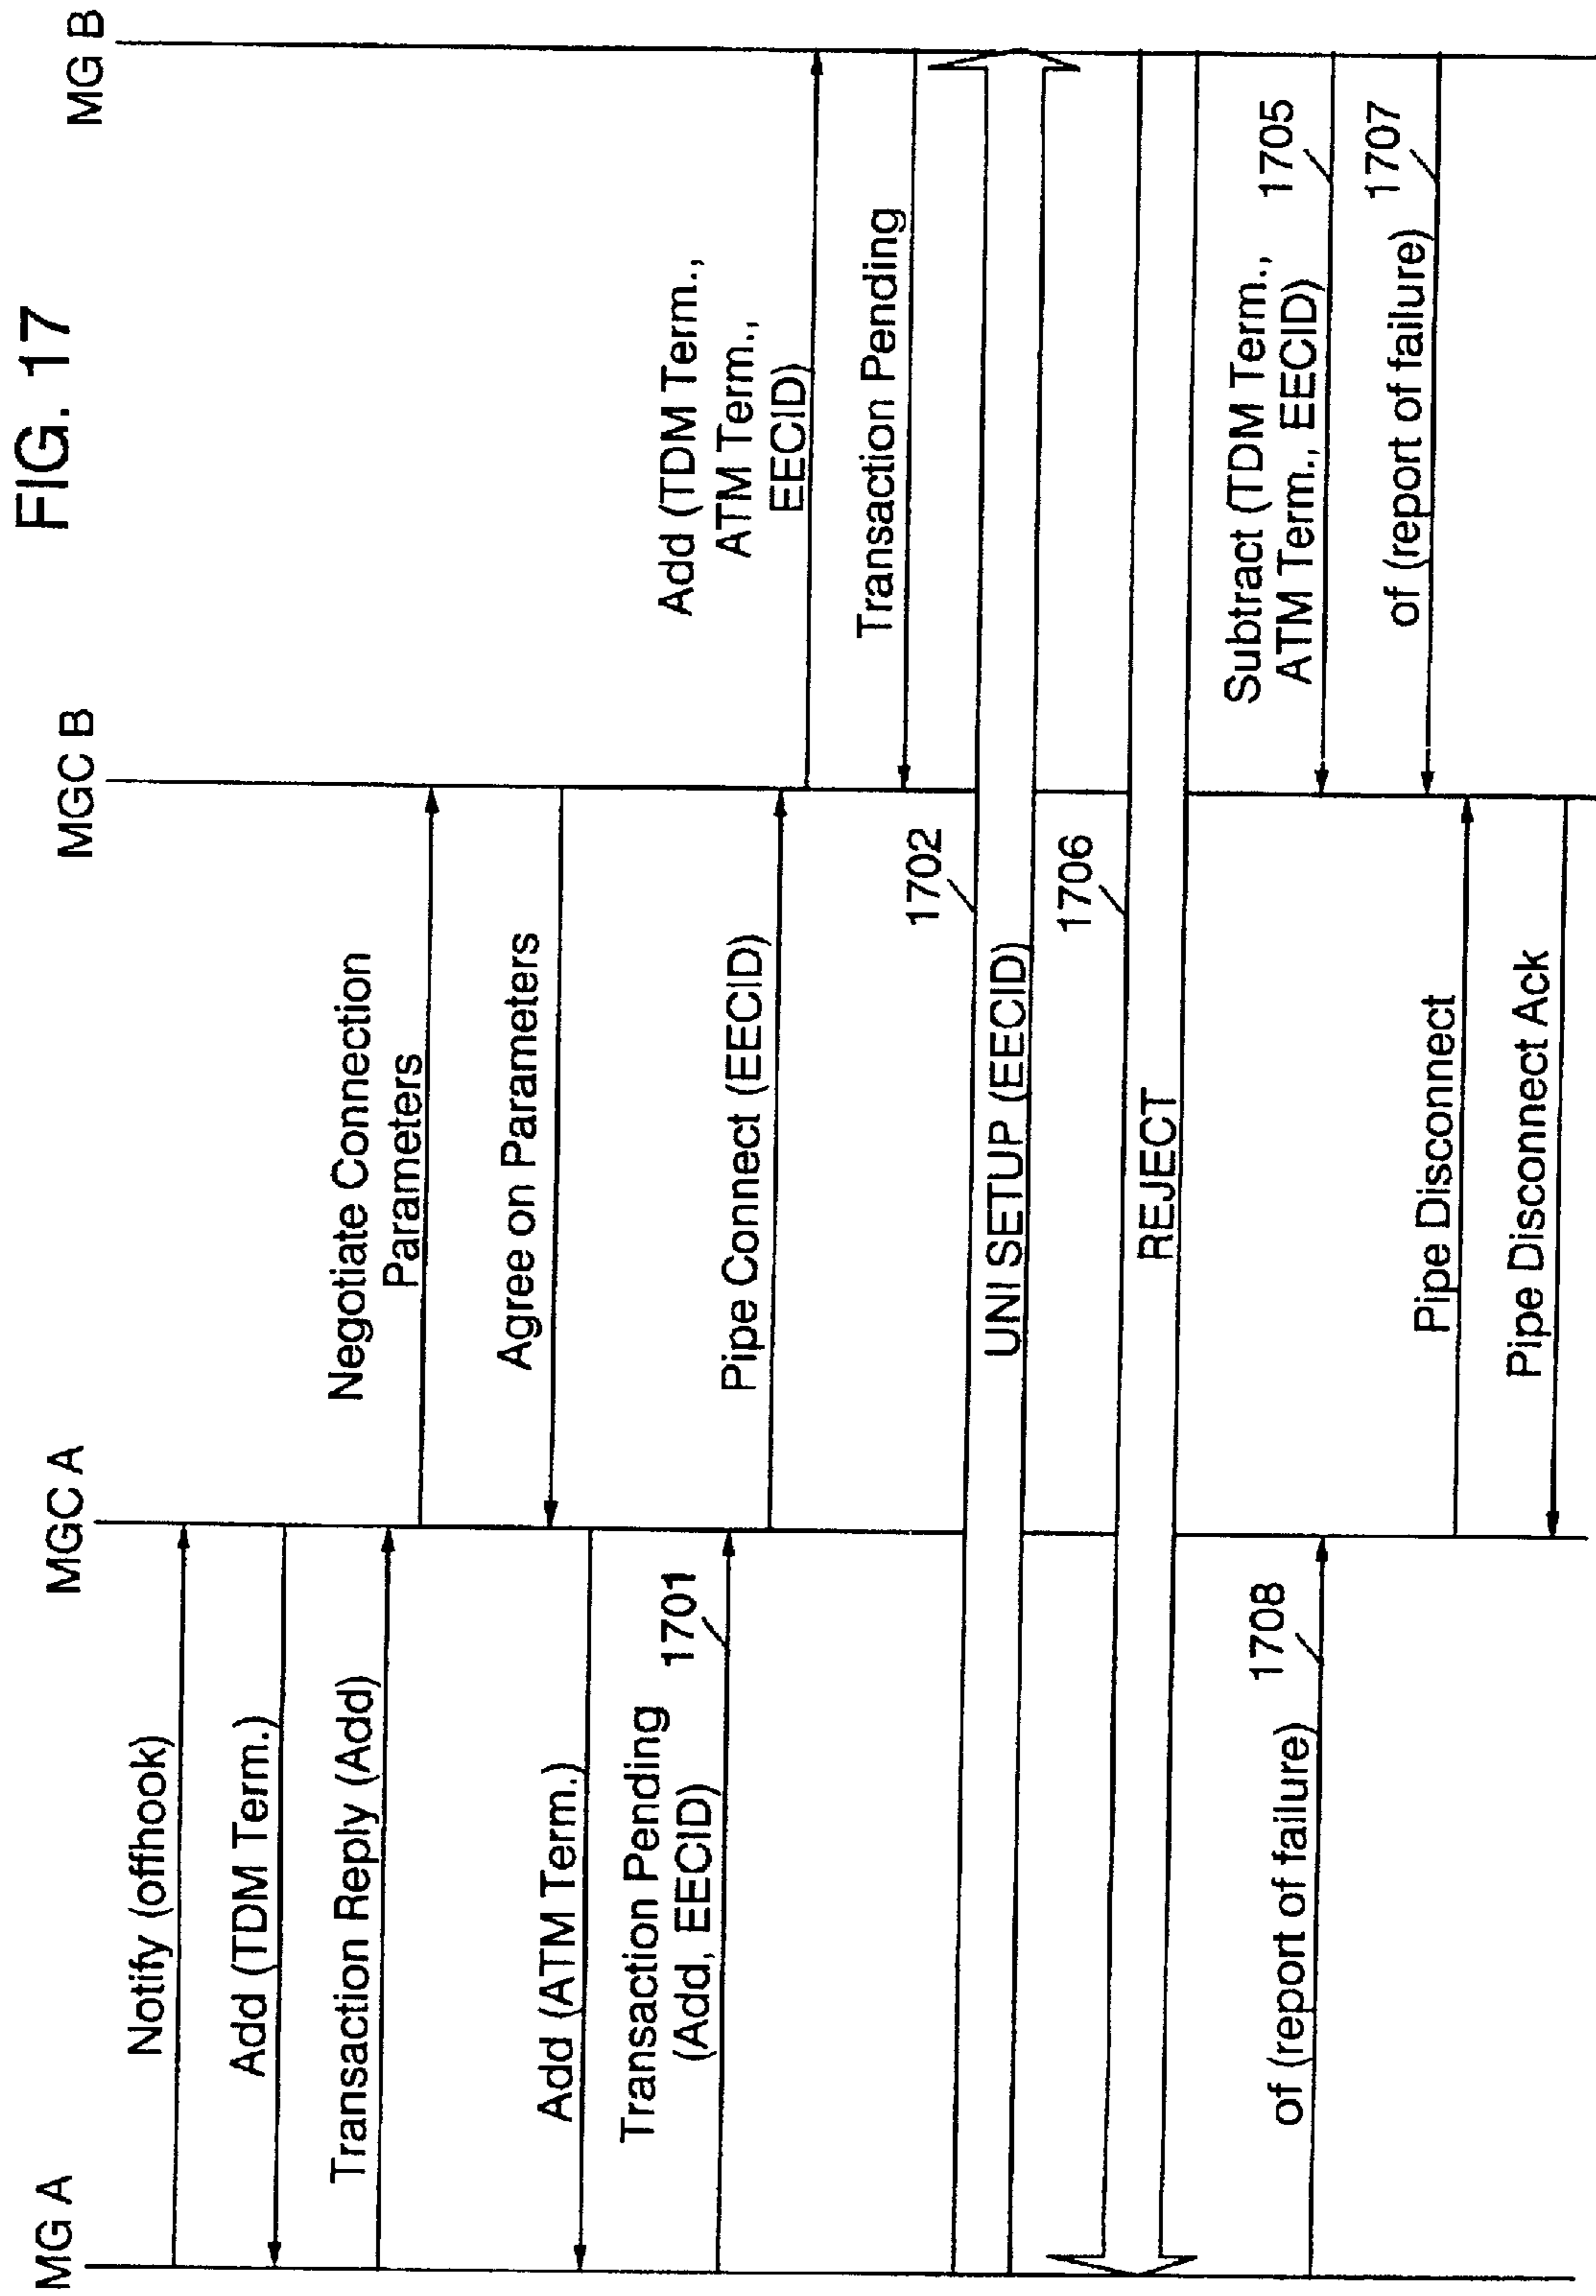 FIG. 17
MG A
MGC A
MGC B
MG B
Notify (offhook)
Add (TDM Term.)
Transaction Reply (Add)
Negotiate Connection
Parameters
Agree on Parameters
Add (ATM Term.)
Transaction Pending
(Add, EECID)
1701
Pipe Connect (EECID)
Add (TDM Term.,
ATM Term.,
EECID)
Transaction Pending
1702
UNI SETUP (EECID)
1706
REJECT
Subtract (TDM Term.,
ATM Term., EECID)
1705
of (report of failure)
1708
of (report of failure)
1707
Pipe Disconnect
Pipe Disconnect Ack